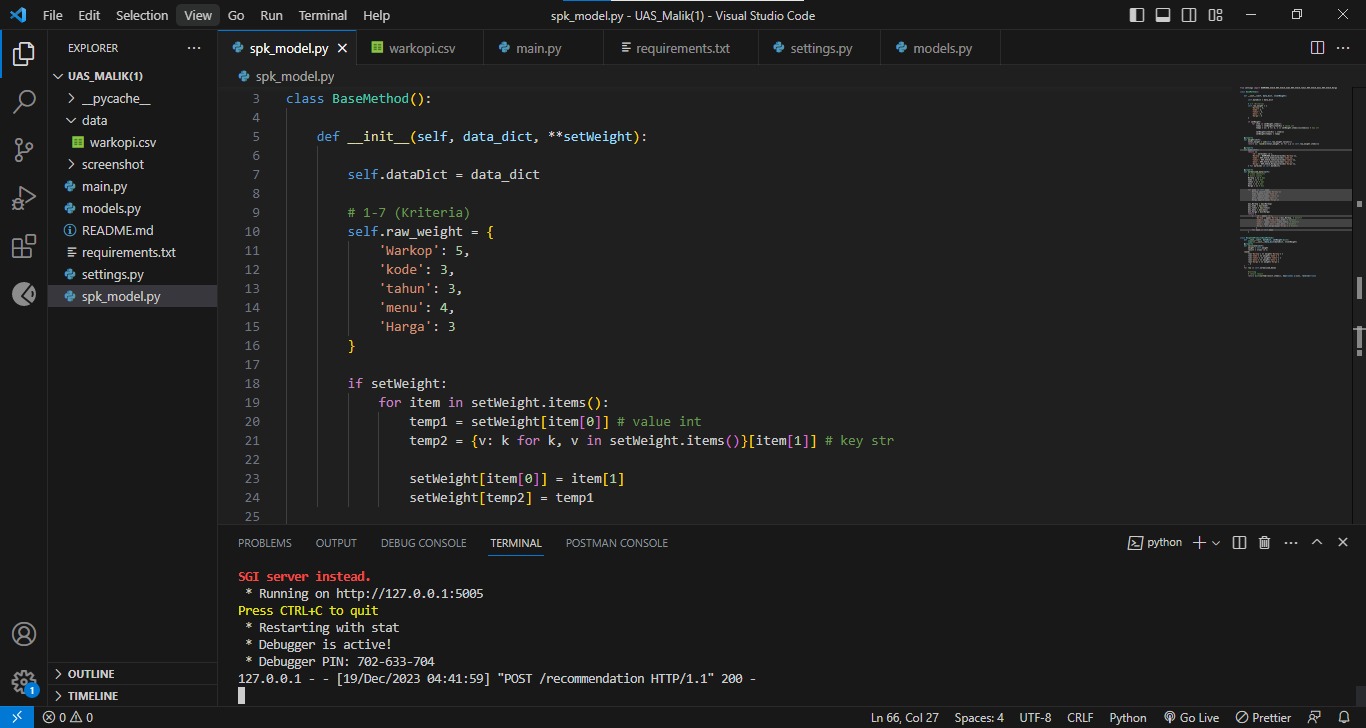 File Edit Selection View Go Run Terminal Help spk_model.py - UAS_Malik(1) - Visual Studio Code
EXPLORER ...
UAS_MALIK(1)
__pycache__
data
warkopi.csv
screenshot
main.py
models.py
README.md
requirements.txt
settings.py
spk_model.py
OUTLINE
TIMELINE
spk_model.py warkopi.csv main.py requirements.txt settings.py models.py
spk_model.py
3 class BaseMethod():
4
5 def __init__(self, data_dict, **setWeight):
6
7 self.dataDict = data_dict
8
9 # 1-7 (Kriteria)
10 self.raw_weight = {
11 'Warkop': 5,
12 'kode': 3,
13 'tahun': 3,
14 'menu': 4,
15 'Harga': 3
16 }
17
18 if setWeight:
19 for item in setWeight.items():
20 temp1 = setWeight[item[0]] # value int
21 temp2 = {v: k for k, v in setWeight.items()}[item[1]] # key str
22
23 setWeight[item[0]] = item[1]
24 setWeight[temp2] = temp1
25
PROBLEMS OUTPUT DEBUG CONSOLE TERMINAL POSTMAN CONSOLE python
SGI server instead.
* Running on http://127.0.0.1:5005
Press CTRL+C to quit
* Restarting with stat
* Debugger is active!
* Debugger PIN: 702-633-704
127.0.0.1 - - [19/Dec/2023 04:41:59] "POST /recommendation HTTP/1.1" 200 -
1
0 0 Ln 66, Col 27 Spaces: 4 UTF-8 CRLF Python Go Live Prettier